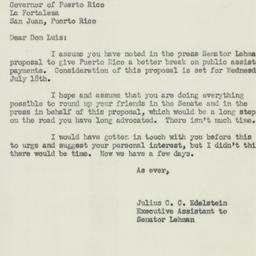 Governor of Puerto Rico
La Fortaleza
San Juan, Puerto Rico
Dear Don Luis:
I assume you have noted in the press Senator Lehman
proposal to give Puerto Rico a better break on public assist
payments. Consideration of this proposal is set for Wednesd
July 18th.
I hope and assume that you are doing everything
possible to round up your friends in the Senate and in the
press in behalf of this proposal, which would be a long step
on the road you have long advocated. There isn't much time.
I would have gotten in touch with you before this
to urge and suggest your personal interest, but I didn't thi
there would be time. Now we have a few days.
As ever,
Julius C. C. Edelstein
Executive Assistant to
Senator Lehman